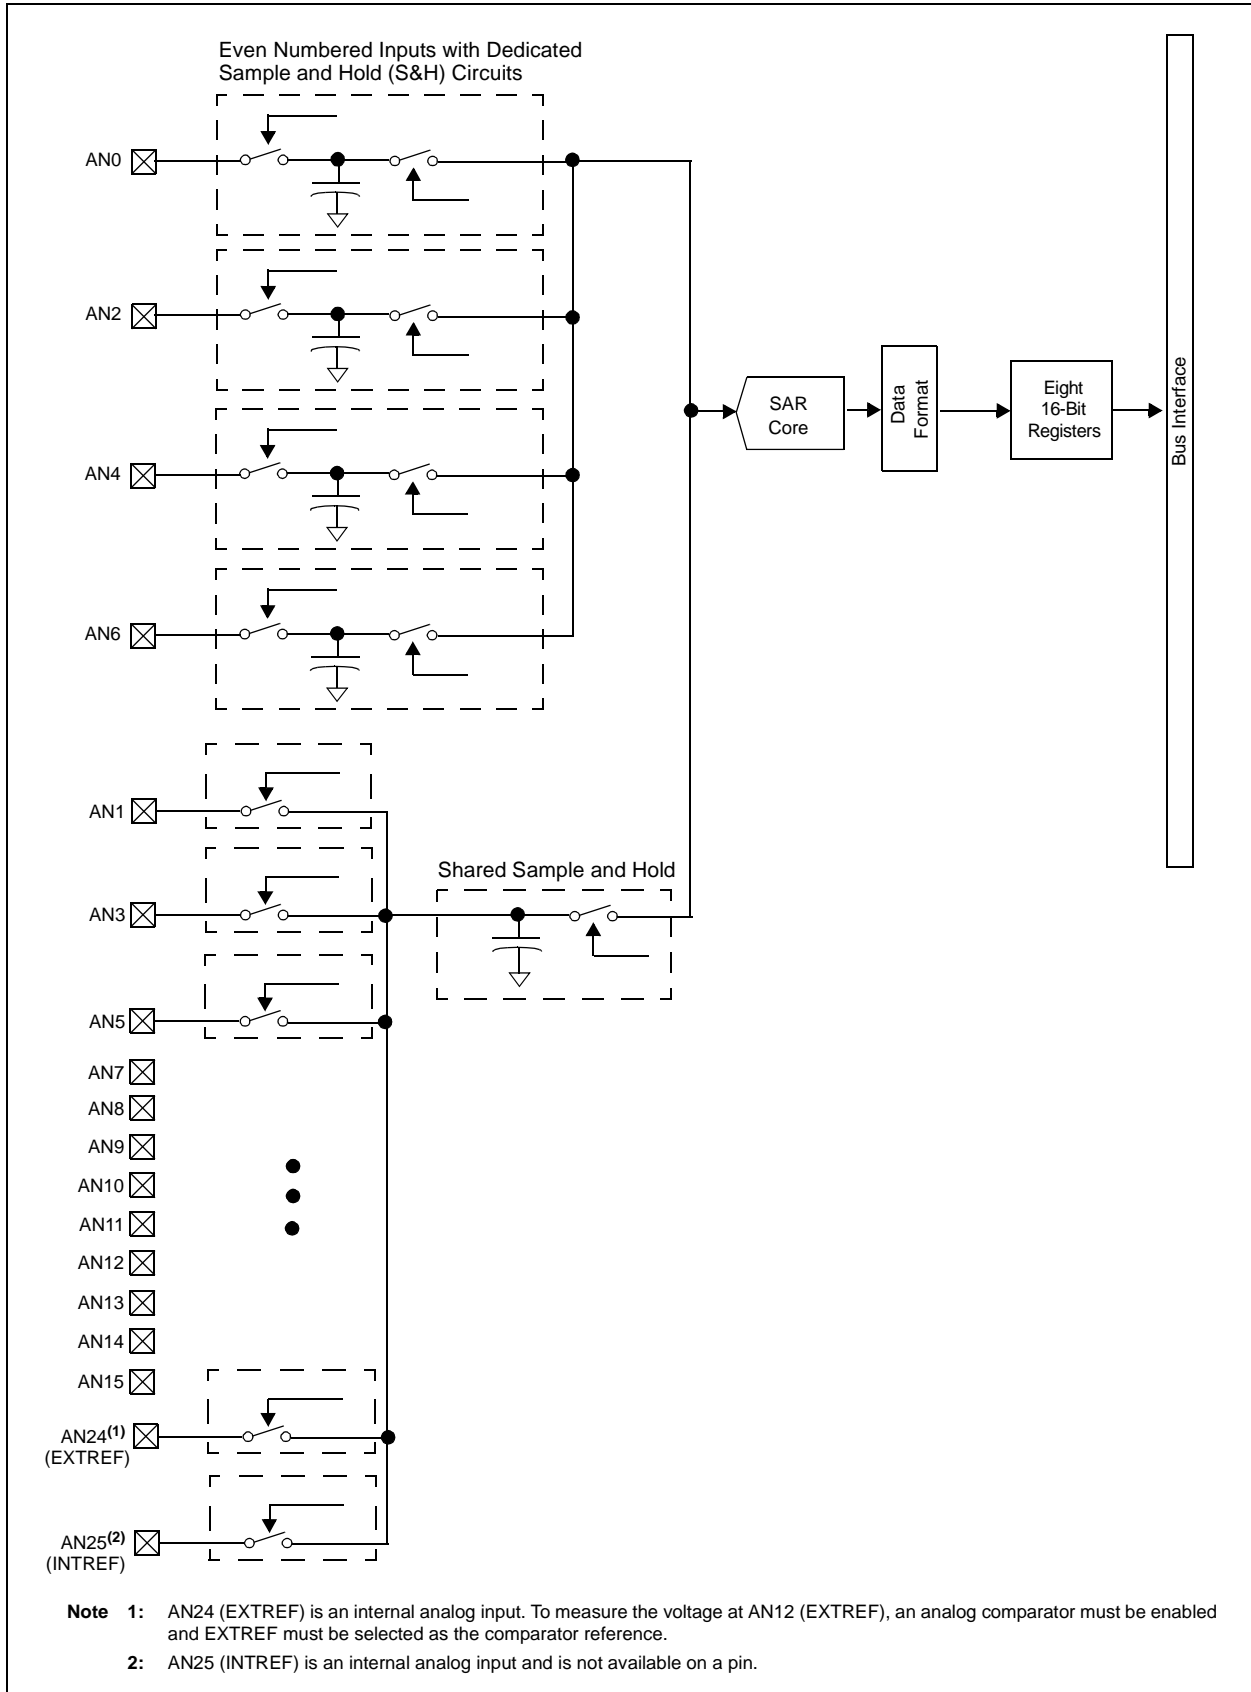 Even Numbered Inputs with Dedicated
Sample and Hold (S&H) Circuits
AN0
AN2
AN4
AN6
SAR
Core
Data
Format
Eight
16-Bit
Registers
Bus Interface
AN1
Shared Sample and Hold
AN3
AN5
AN7
AN8
AN9
AN10
AN11
AN12
AN13
AN14
AN15
AN24(1)
(EXTREF)
AN25(2)
(INTREF)
Note 1: AN24 (EXTREF) is an internal analog input. To measure the voltage at AN12 (EXTREF), an analog comparator must be enabled
and EXTREF must be selected as the comparator reference.
2: AN25 (INTREF) is an internal analog input and is not available on a pin.